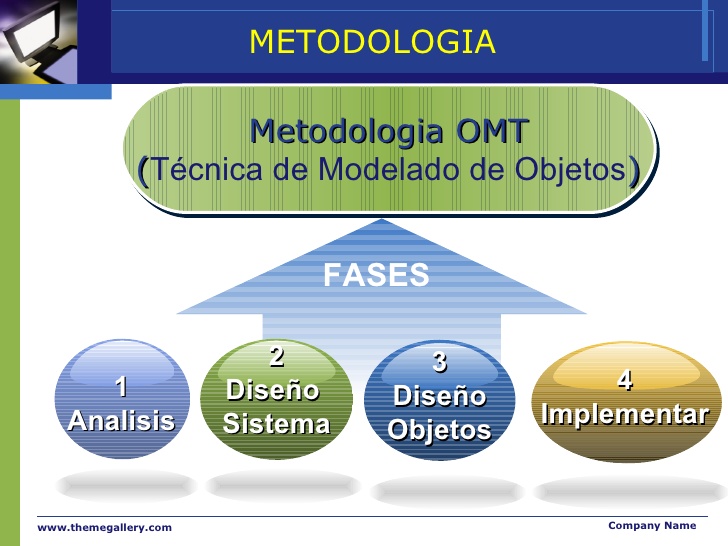 METODOLOGIA
Metodologia OMT
(Técnica de Modelado de Objetos)
FASES
1
Analisis
2
Diseño
Sistema
3
Diseño
Objetos
4
Implementar
www.themegallery.com
Company Name